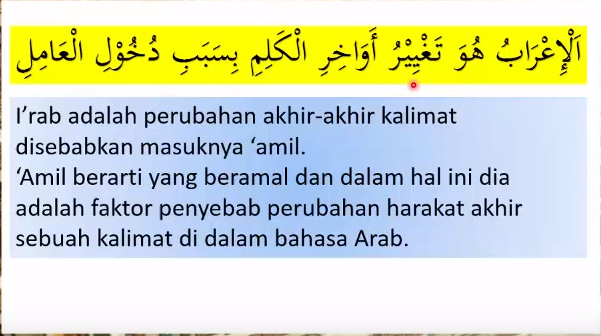 اَلْإِعْرَابُ هُوَ تَغْيِيْرُ أَوَاخِرِ الْكَلِمِ بِسَبَبِ دُخُوْلِ الْعَامِلِ
I’rab adalah perubahan akhir-akhir kalimat
disebabkan masuknya ‘amil.
‘Amil berarti yang beramal dan dalam hal ini dia
adalah faktor penyebab perubahan harakat akhir
sebuah kalimat di dalam bahasa Arab.